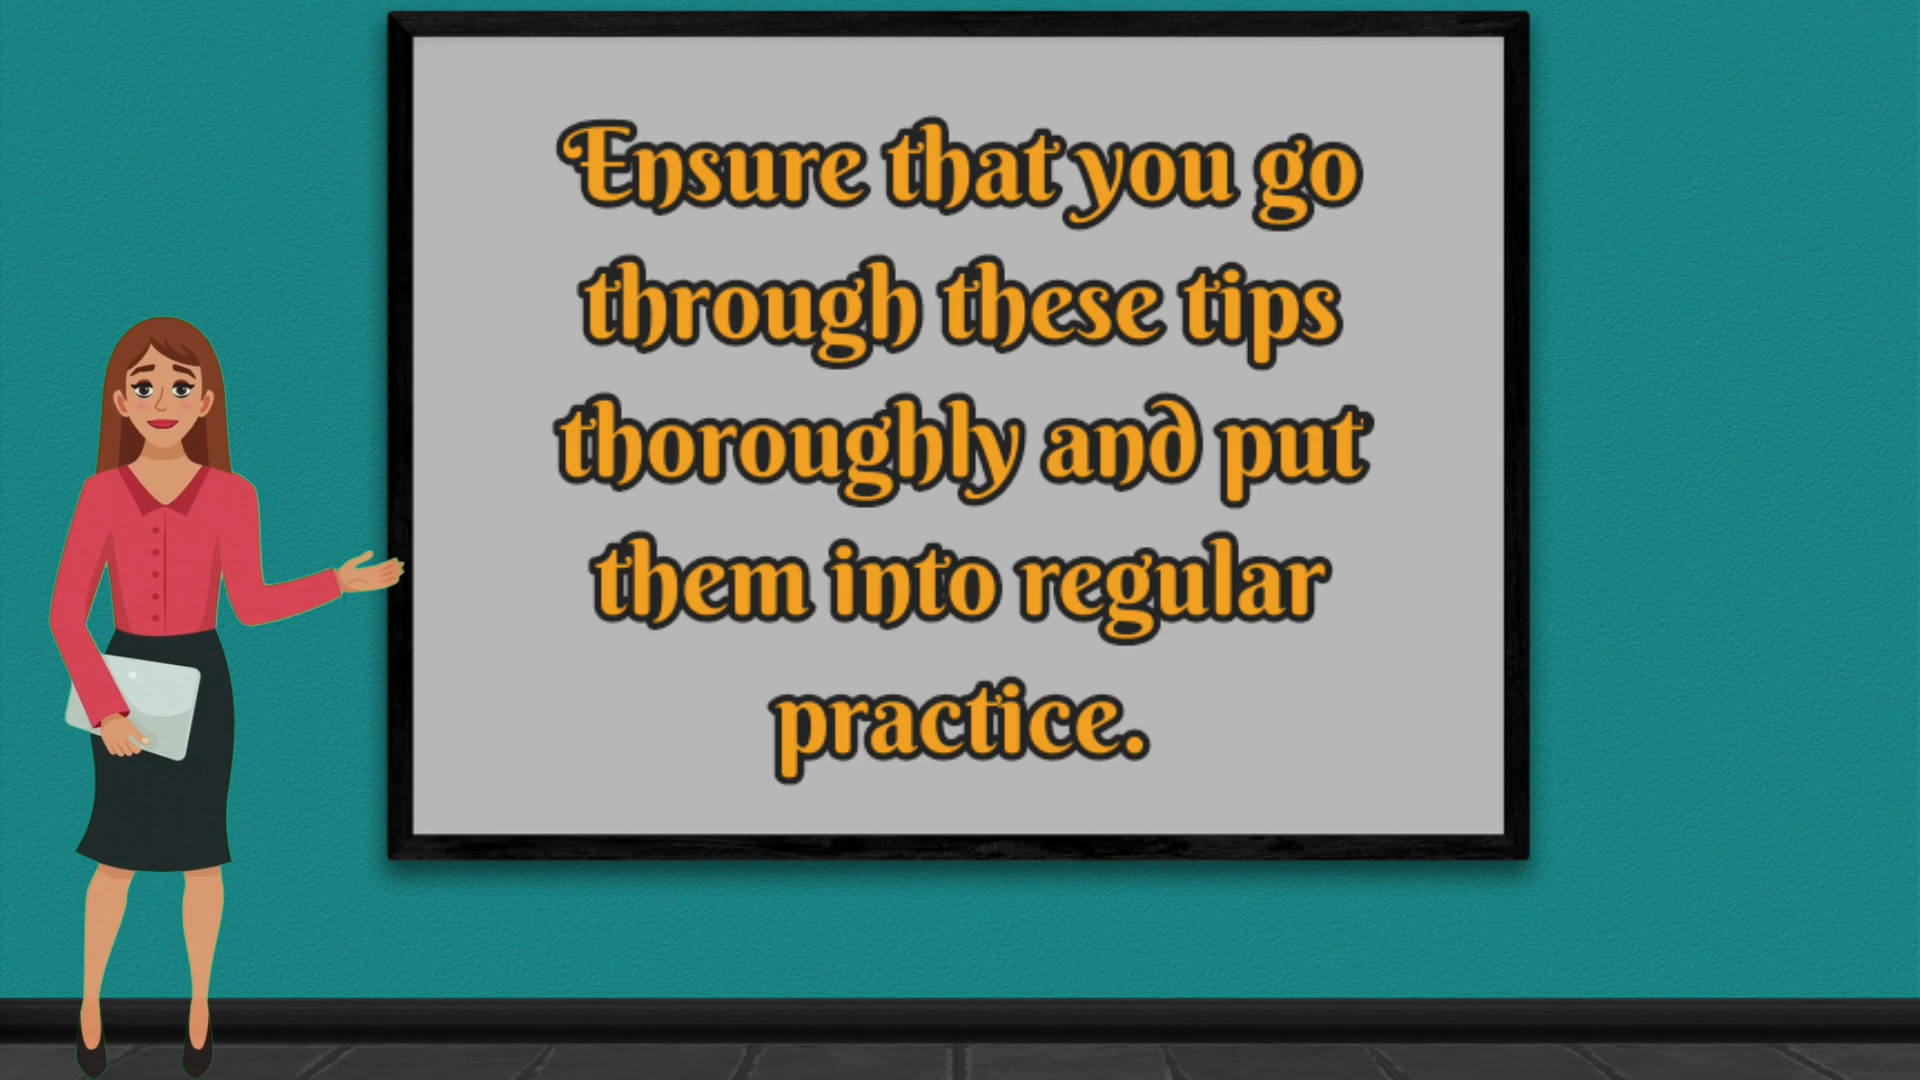 Ensure that you go
through these tips
thoroughly and put
them into regular
practice.